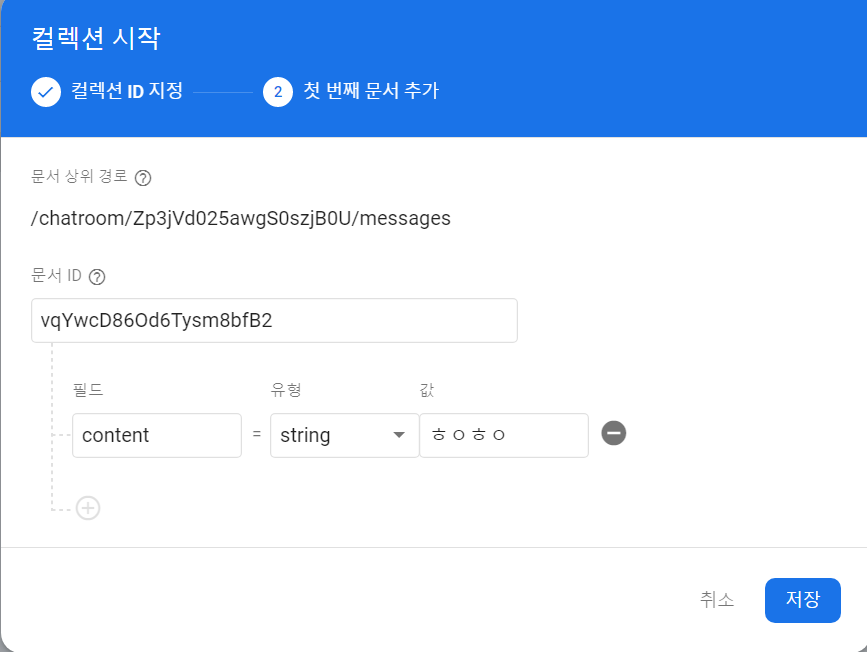 컬렉션 시작
컬렉션 ID 지정 2 첫 번째 문서 추가
문서 상위 경로 ?
/chatroom/Zp3jVd025awgS0szjB0U/messages
문서 ID ?
vqYwcD86Od6Tysm8bfB2
필드 유형 값
content = string ㅎㅇㅎㅇ
취소 저장